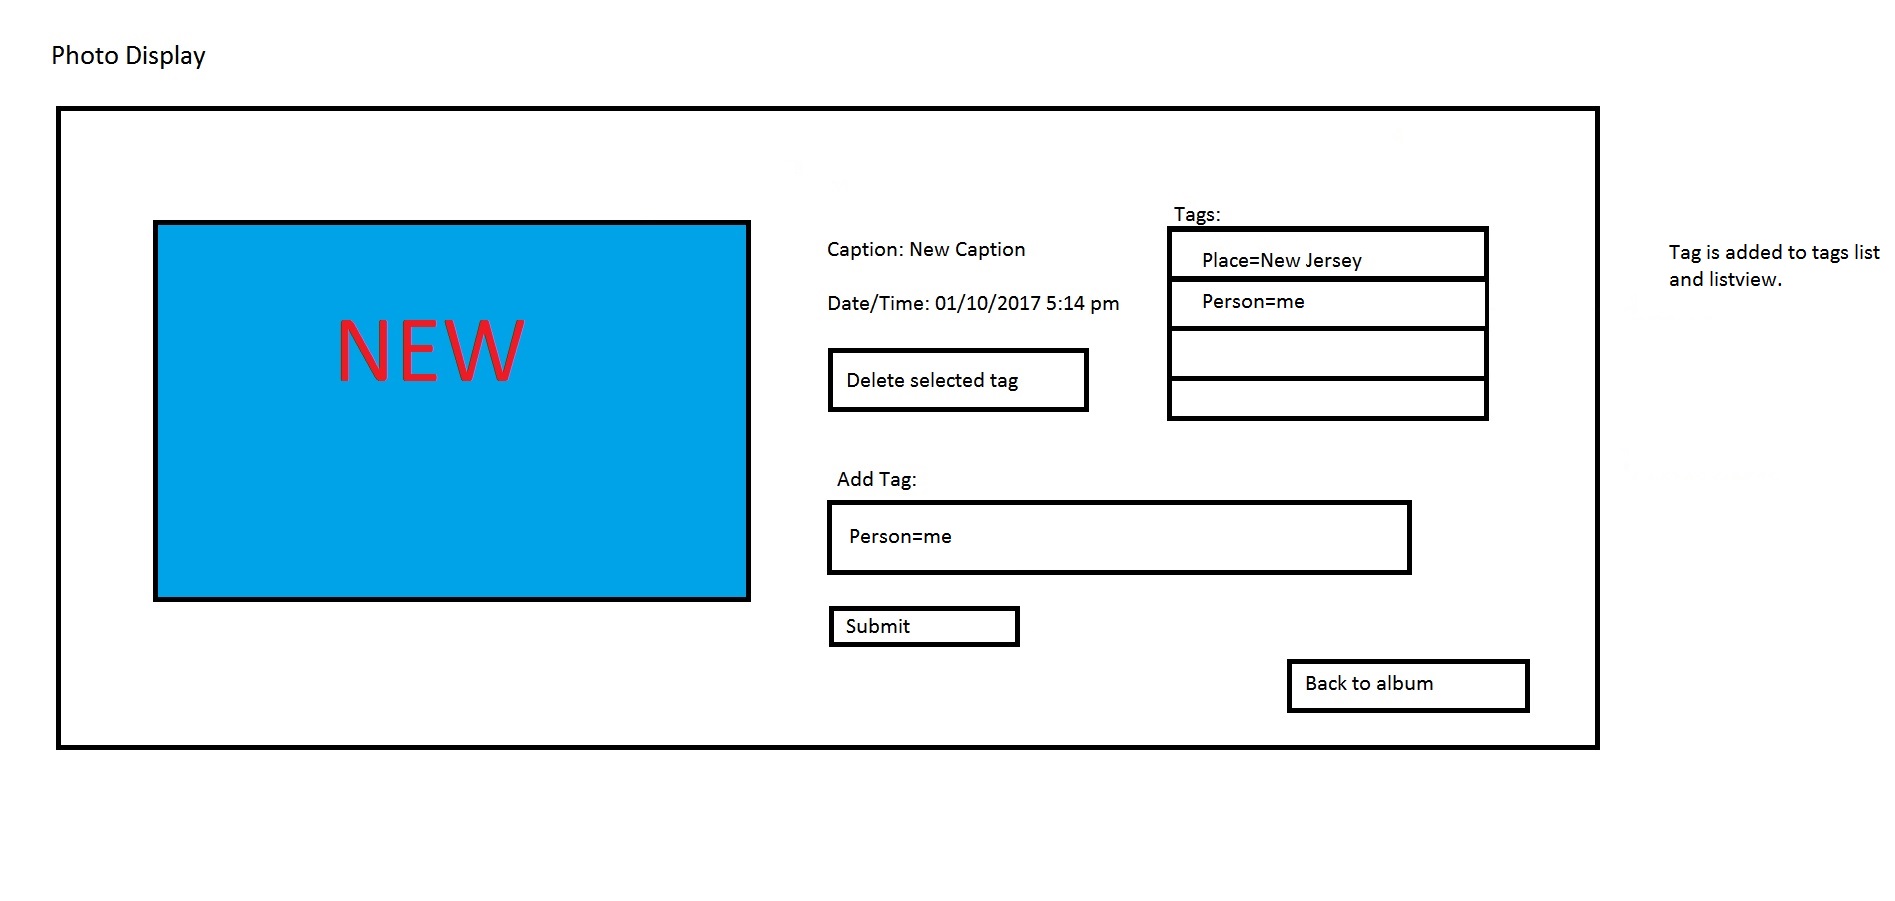 Photo Display
NEW
Caption: New Caption
Date/Time: 01/10/2017 5:14 pm
Delete selected tag
Tags:
Place=New Jersey
Person=me
Add Tag:
Person=me
Submit
Back to album
Tag is added to tags list
and listview.